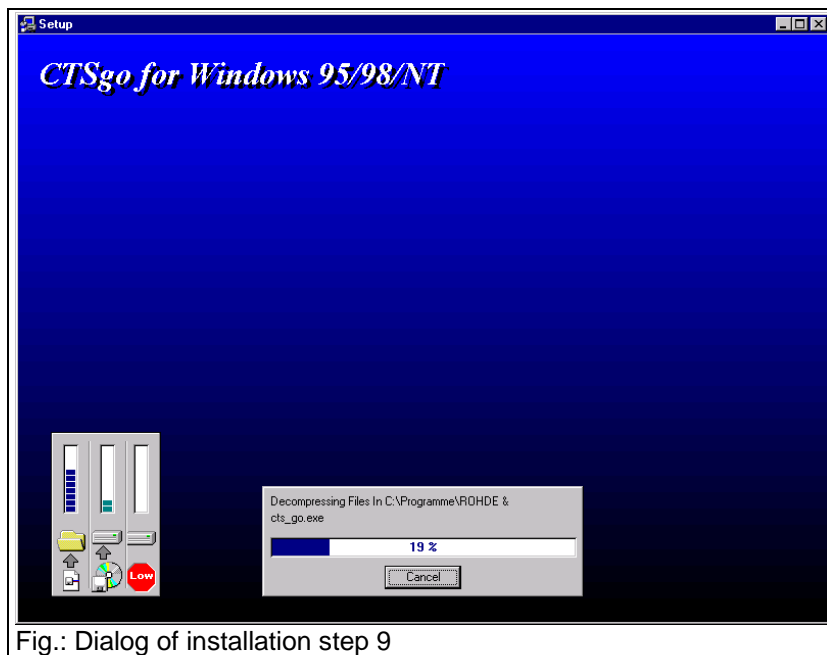 Setup
CTSgo for Windows 95/98/NT
Decompressing Files In C:\Programme\ROHDE &
cts_go.exe
19 %
Cancel
Low
Fig.: Dialog of installation step 9